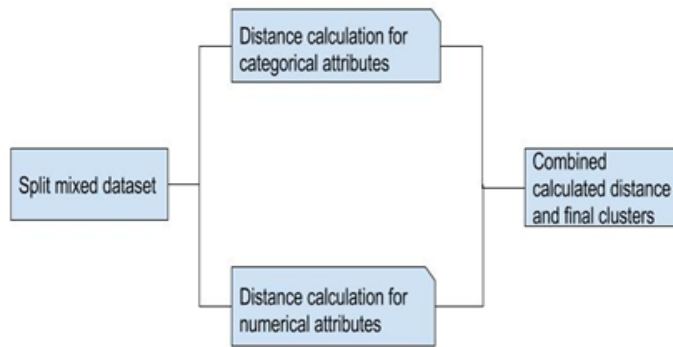 Distance calculation for
categorical attributes
Split mixed dataset
Combined
calculated distance
and final clusters
Distance calculation for
numerical attributes